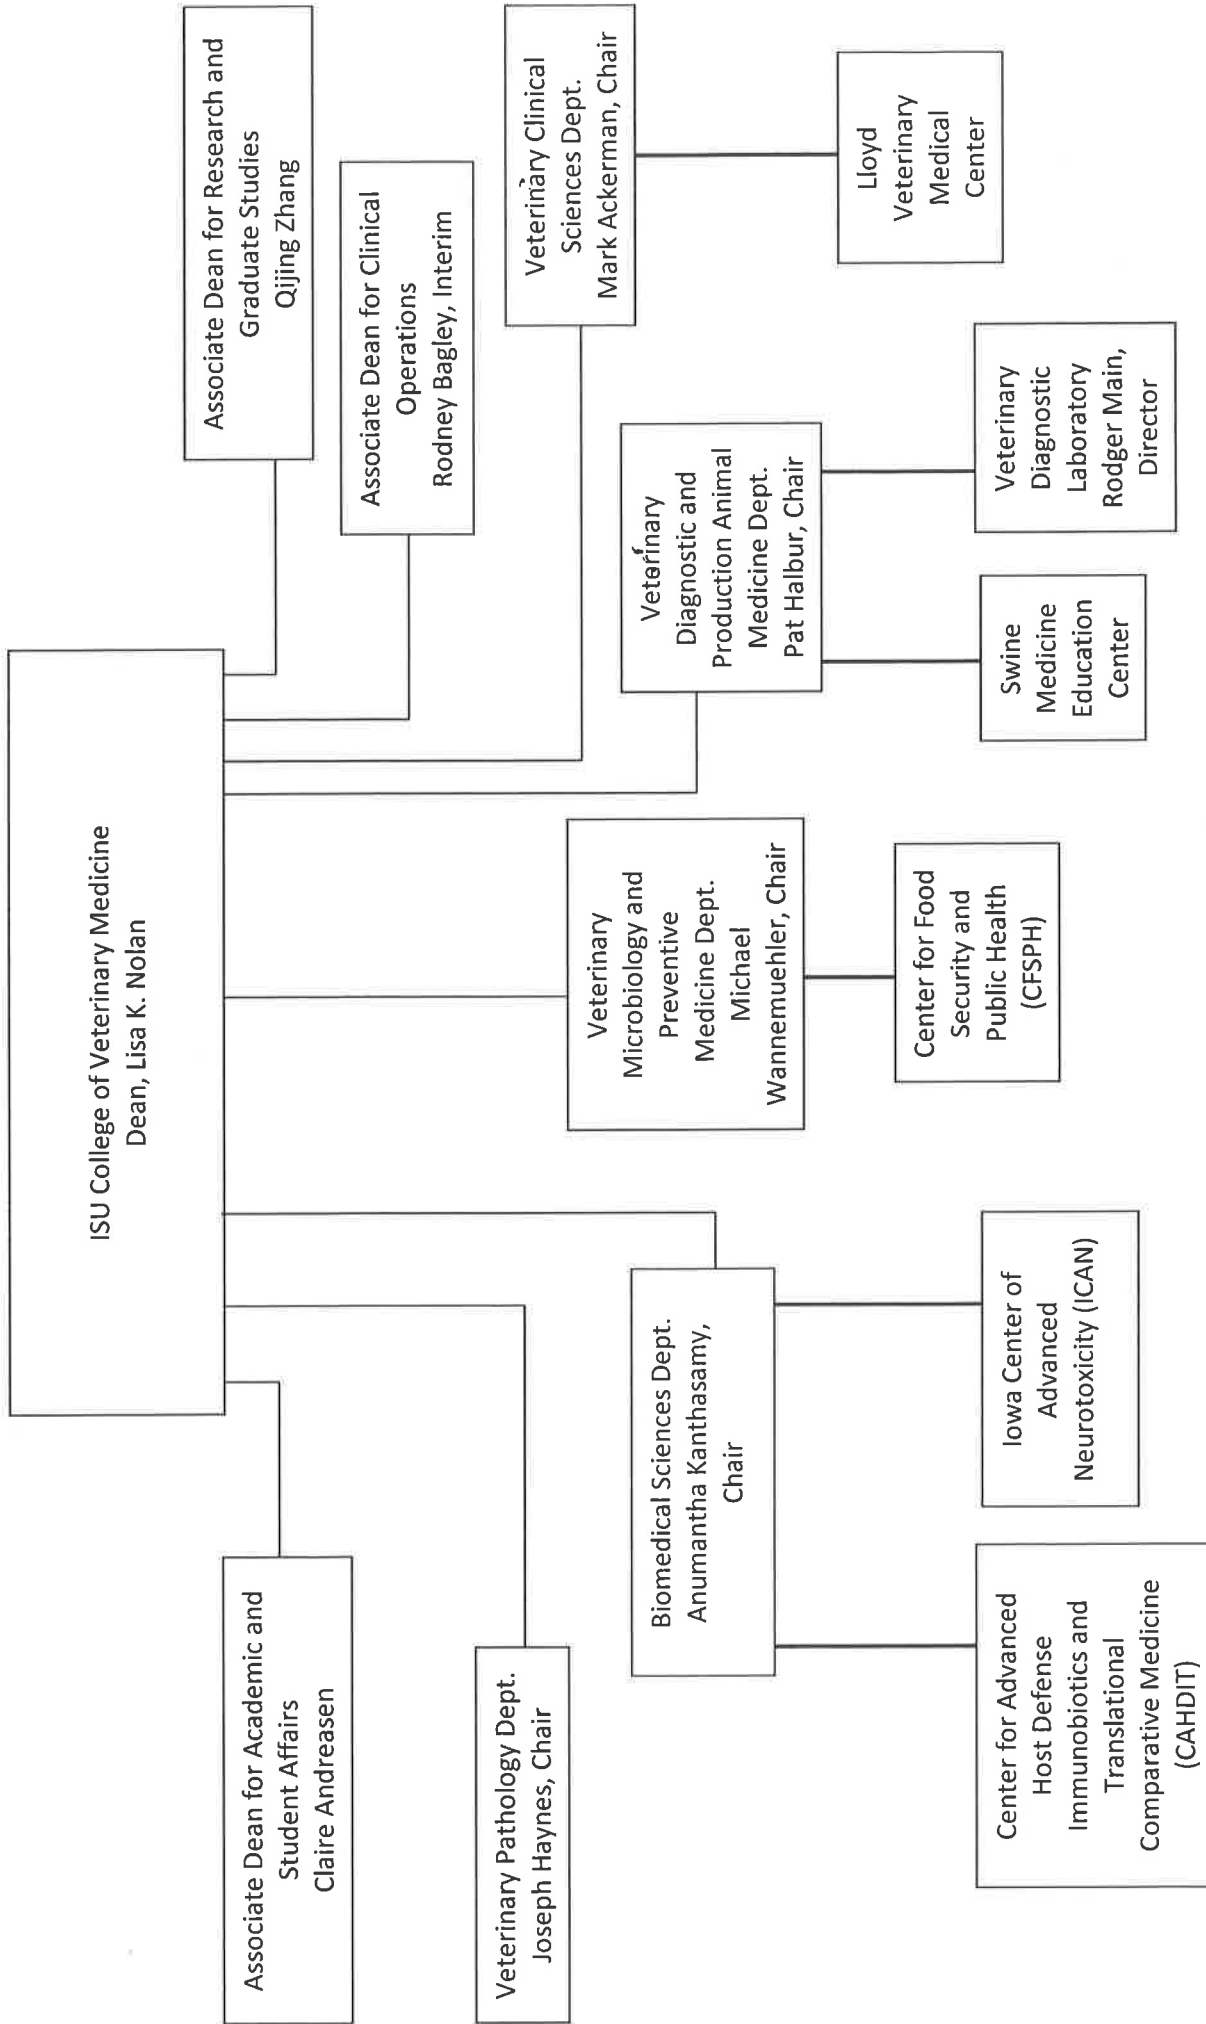 ISU College of Veterinary Medicine
Dean, Lisa K. Nolan
Associate Dean for Academic and
Student Affairs
Claire Andreasen
Associate Dean for Research and
Graduate Studies
Qijing Zhang
Associate Dean for Clinical
Operations
Rodney Bagley, Interim
Veterinary Pathology Dept.
Joseph Haynes, Chair
Biomedical Sciences Dept.
Anumantha Kanthasamy,
Chair
Veterinary
Microbiology and
Preventive
Medicine Dept.
Michael
Wannemuehler, Chair
Veterinary
Diagnostic and
Production Animal
Medicine Dept.
Pat Halbur, Chair
Veterinary Clinical
Sciences Dept.
Mark Ackerman, Chair
Center for Advanced
Host Defense
Immunobiotics and
Translational
Comparative Medicine
(CAHDIT)
Iowa Center of
Advanced
Neurotoxicity (ICAN)
Center for Food
Security and
Public Health
(CFSPH)
Swine
Medicine
Education
Center
Veterinary
Diagnostic
Laboratory
Rodger Main,
Director
Lloyd
Veterinary
Medical
Center